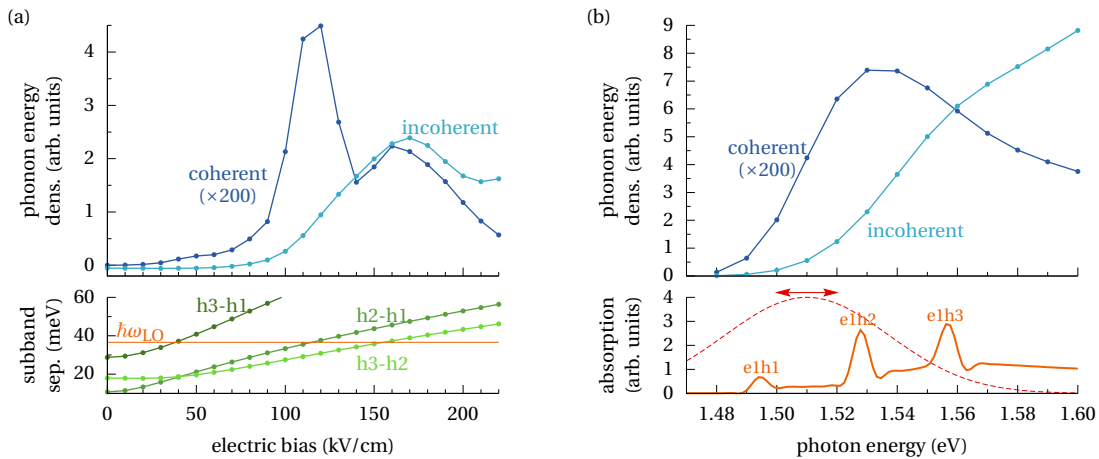 (a)
phonon energy
dens. (arb. units)
4
3
2
1
0
coherent
(×200)
incoherent
subband
sep. (meV)
60
40
20
h3-h1
ℏωLO
h2-h1
h3-h2
0
50
100
150
200
electric bias (kV/cm)
(b)
phonon energy
dens. (arb. units)
9
8
7
6
5
4
3
2
1
0
coherent
(×200)
incoherent
absorption
(arb. units)
4
3
2
1
0
e1h1
e1h2
e1h3
1.48
1.50
1.52
1.54
1.56
1.58
1.60
photon energy (eV)